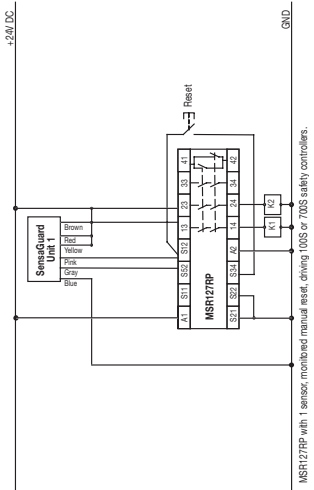 +24V DC
GND
SensaGuard
Unit 1
Brown
Red
Yellow
Pink
Gray
Blue
Reset
A1
S11
S52
S12
13
23
33
41
MSR127RP
S21
S22
S34
A2
14
24
34
42
K1
K2
MSR127RP with 1 sensor, monitored manual reset, driving 100S or 700S safety controllers.